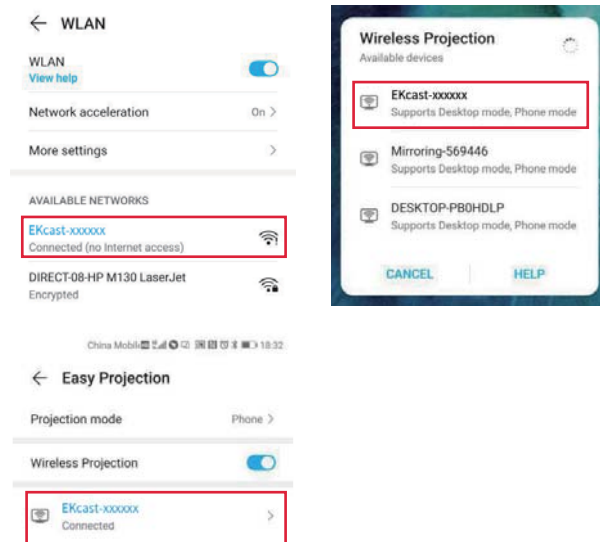 WLAN
WLAN
View help
Network acceleration On
More settings
AVAILABLE NETWORKS
EKcast-xxxxxx
Connected (no Internet access)
DIRECT-08-HP M130 LaserJet
Encrypted
Wireless Projection
Available devices
EKcast-xxxxxx
Supports Desktop mode, Phone mode
Mirroring-569446
Supports Desktop mode, Phone mode
DESKTOP-PB0HDLP
Supports Desktop mode, Phone mode
CANCEL HELP
China Mobile 18:32
Easy Projection
Projection mode Phone
Wireless Projection
EKcast-xxxxxx
Connected